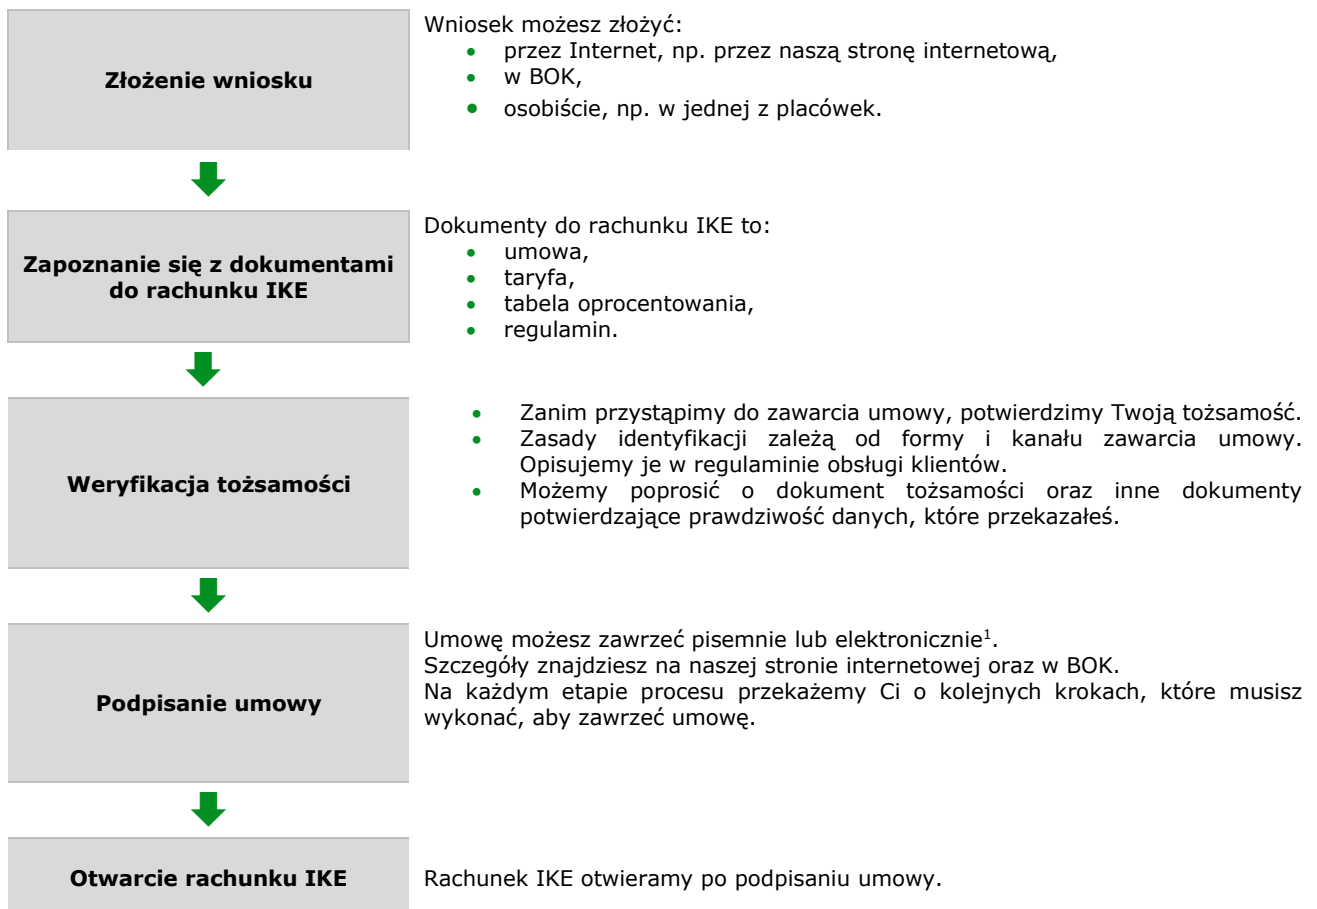 Złożenie wniosku
Wniosek możesz złożyć:
• przez Internet, np. przez naszą stronę internetową,
• w BOK,
• osobiście, np. w jednej z placówek.
Zapoznanie się z dokumentami
do rachunku IKE
Dokumenty do rachunku IKE to:
• umowa,
• taryfa,
• tabela oprocentowania,
• regulamin.
Weryfikacja tożsamości
• Zanim przystąpimy do zawarcia umowy, potwierdzimy Twoją tożsamość.
• Zasady identyfikacji zależą od formy i kanału zawarcia umowy.
Opisujemy je w regulaminie obsługi klientów.
• Możemy poprosić o dokument tożsamości oraz inne dokumenty
potwierdzające prawdziwość danych, które przekazałeś.
Podpisanie umowy
Umowę możesz zawrzeć pisemnie lub elektronicznie¹.
Szczegóły znajdziesz na naszej stronie internetowej oraz w BOK.
Na każdym etapie procesu przekażemy Ci o kolejnych krokach, które musisz
wykonać, aby zawrzeć umowę.
Otwarcie rachunku IKE
Rachunek IKE otwieramy po podpisaniu umowy.